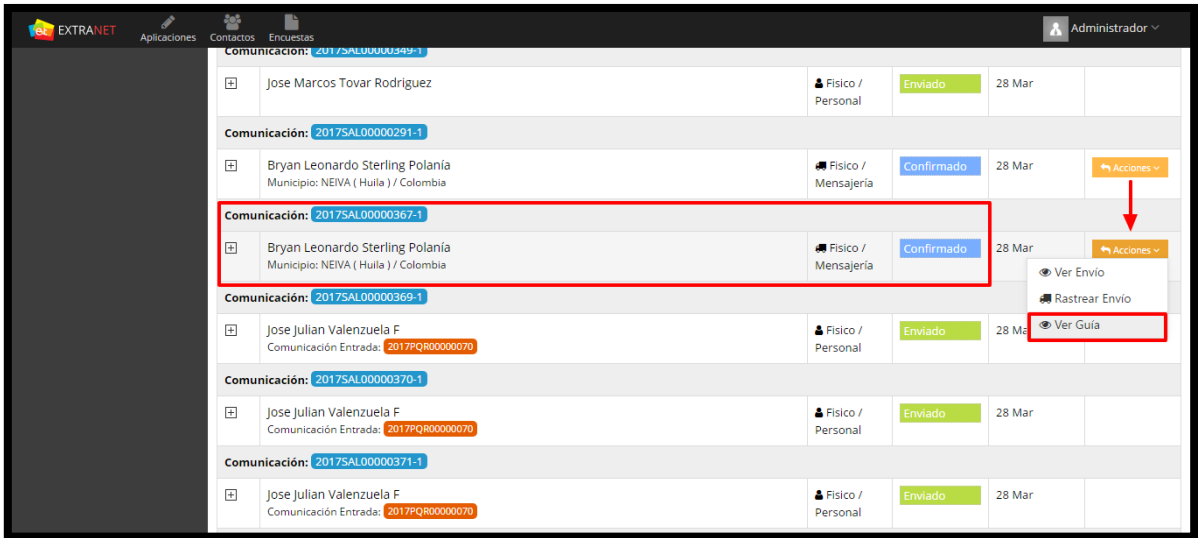 et EXTRANET
Aplicaciones Contactos Encuestas
Administrador
Comunicación: 2017SAL00000349-1
Jose Marcos Tovar Rodriguez Fisico / Enviado 28 Mar
Personal
Comunicación: 2017SAL00000291-1
Bryan Leonardo Sterling Polanía Fisico / Confirmado 28 Mar Acciones
Municipio: NEIVA ( Huila ) / Colombia Mensajería
Comunicación: 2017SAL00000367-1
Bryan Leonardo Sterling Polanía Fisico / Confirmado 28 Mar Acciones
Municipio: NEIVA ( Huila ) / Colombia Mensajería
Ver Envío
Comunicación: 2017SAL00000369-1
Rastrear Envío
Jose Julian Valenzuela F Fisico / Enviado 28 Ma Ver Guía
Comunicación Entrada: 2017PQR00000070 Personal
Comunicación: 2017SAL00000370-1
Jose Julian Valenzuela F Fisico / Enviado 28 Mar
Comunicación Entrada: 2017PQR00000070 Personal
Comunicación: 2017SAL00000371-1
Jose Julian Valenzuela F Fisico / Enviado 28 Mar
Comunicación Entrada: 2017PQR00000070 Personal